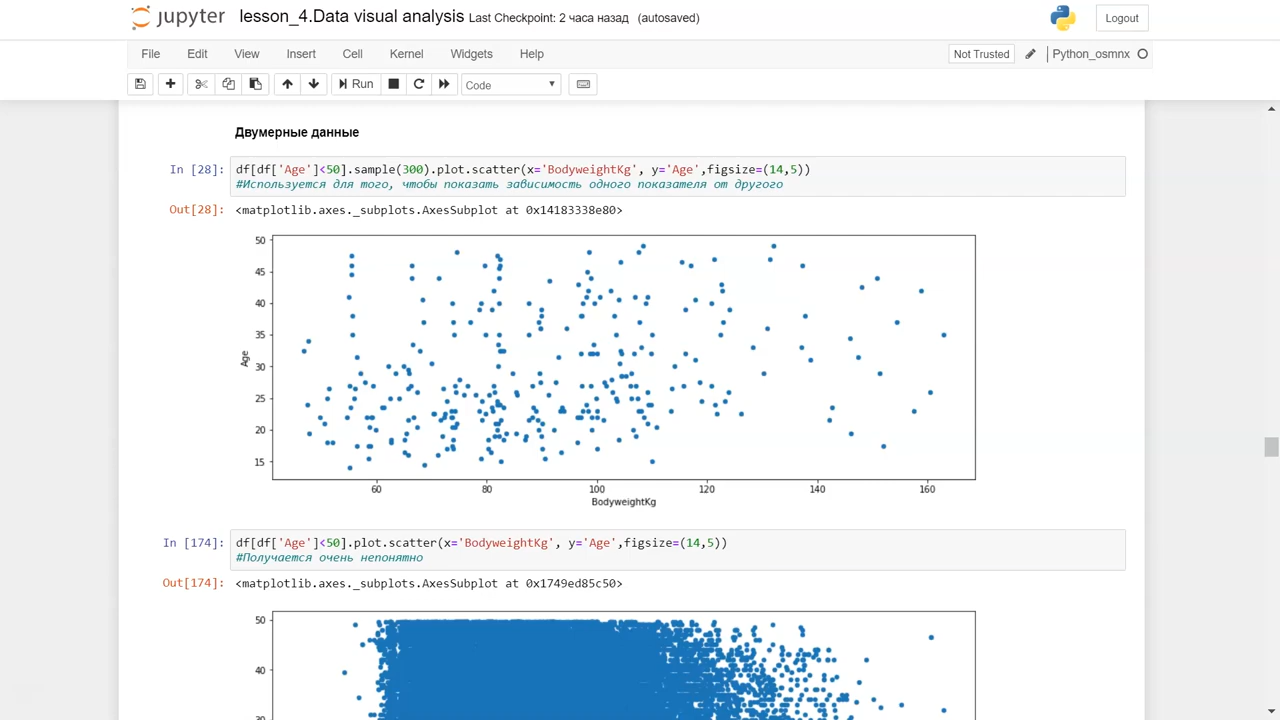 jupyter lesson_4.Data visual analysis Last Checkpoint: 2 часа назад (autosaved) Logout
File Edit View Insert Cell Kernel Widgets Help Not Trusted Python_osmnx
Run Code
Двумерные данные
In [28]: df[df['Age']<50].sample(300).plot.scatter(x='BodyweightKg', y='Age',figsize=(14,5))
#Используется для того, чтобы показать зависимость одного показателя от другого
Out[28]: <matplotlib.axes._subplots.AxesSubplot at 0x14183338e80>
50
45
40
35
30
25
20
15
Age
60 80 100 120 140 160
BodyweightKg
In [174]: df[df['Age']<50].plot.scatter(x='BodyweightKg', y='Age',figsize=(14,5))
#Получается очень непонятно
Out[174]: <matplotlib.axes._subplots.AxesSubplot at 0x1749ed85c50>
50
40
30